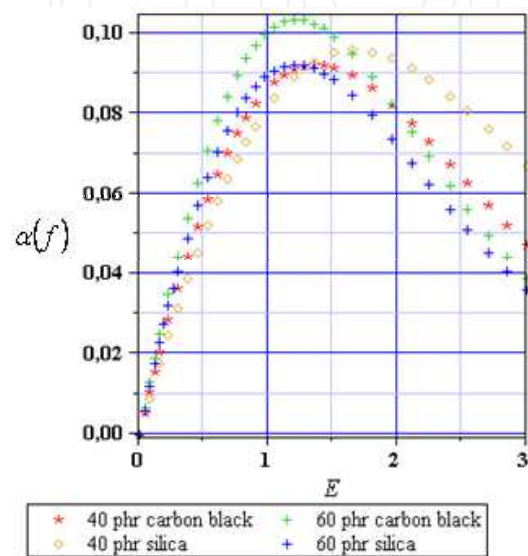 0,10
0,08
α(f)
0,06
0,04
0,02
0,00
0 1 2 3
E
40 phr carbon black 60 phr carbon black
40 phr silica 60 phr silica